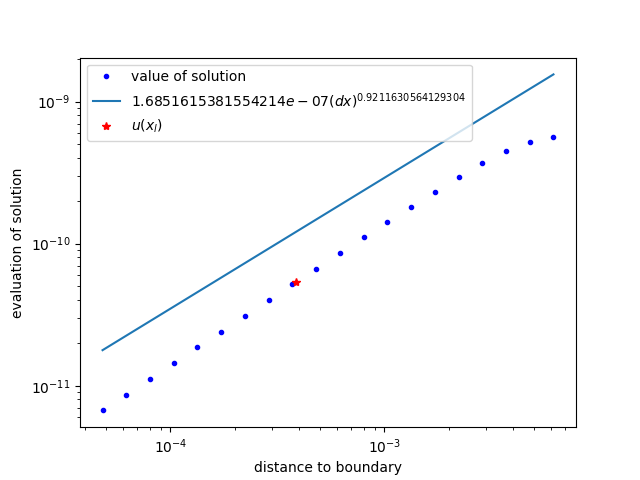 value of solution
1.6851615381554214e − 07(dx)^0.9211630564129304
u(x_l)
10^−9
10^−10
10^−11
evaluation of solution
10^−4 10^−3
distance to boundary